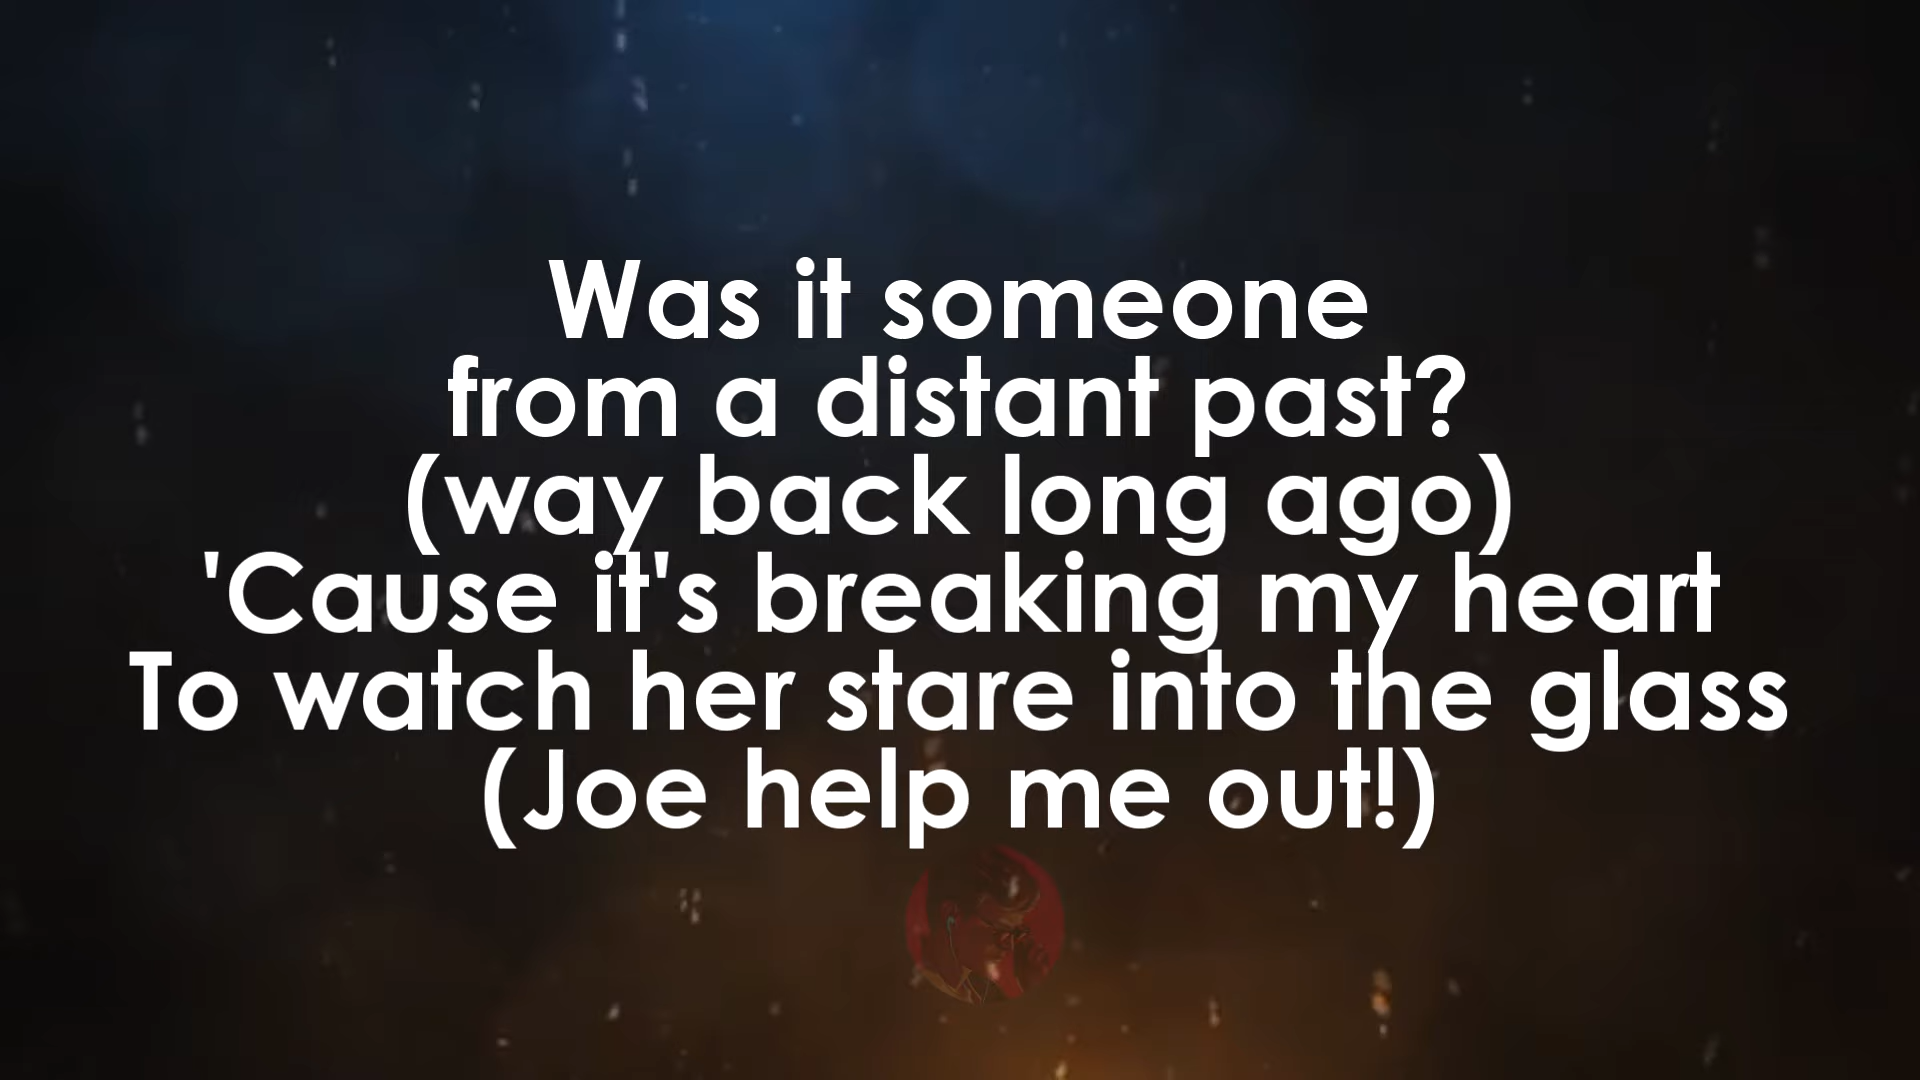 Was it someone
from a distant past?
(way back long ago)
'Cause it's breaking my heart
To watch her stare into the glass
(Joe help me out!)